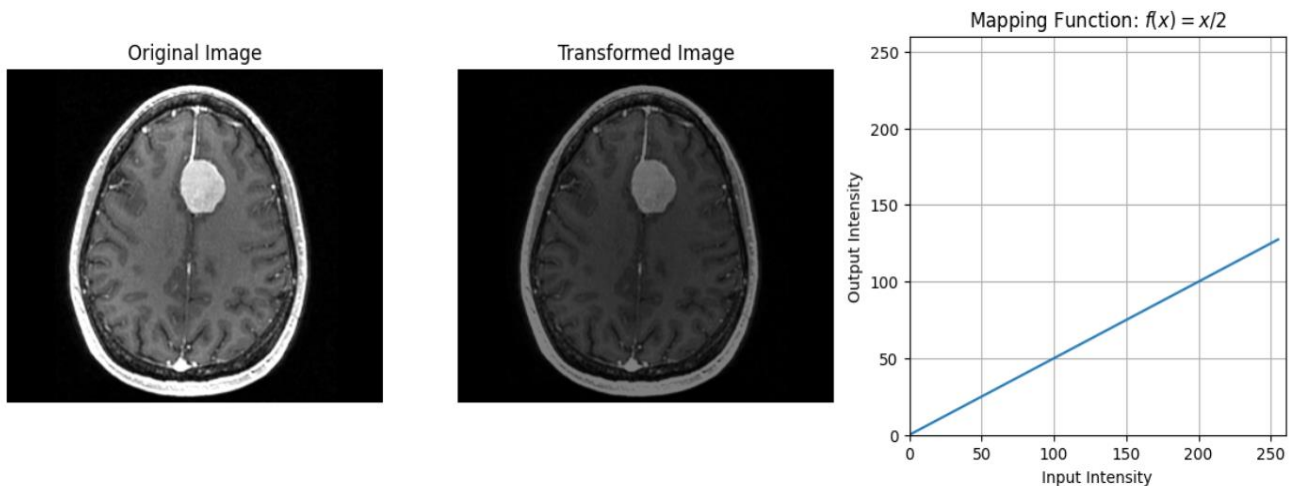 Original Image
Transformed Image
Mapping Function: f(x) = x/2
250
200
150
100
50
0
Output Intensity
0 50 100 150 200 250
Input Intensity